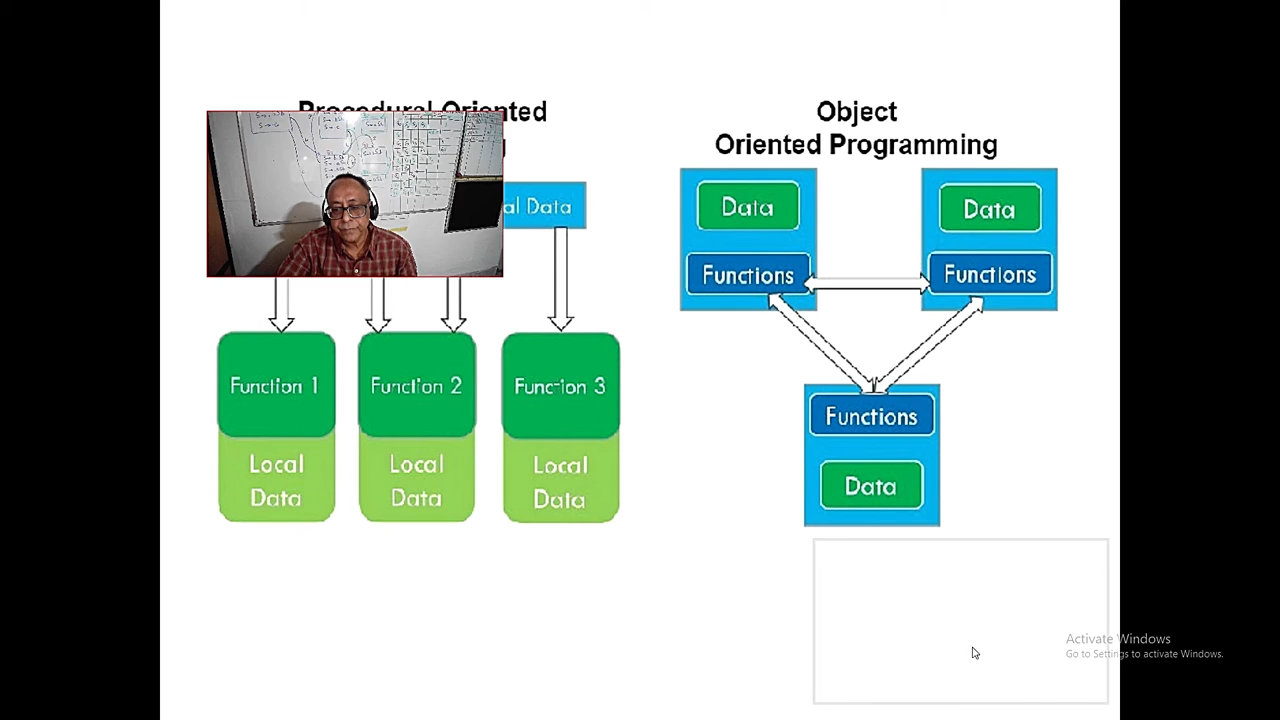 Procedural Oriented
al Data
Function 1
Function 2
Function 3
Local
Data
Local
Data
Local
Data
Object
Oriented Programming
Data
Data
Functions
Functions
Functions
Data
Activate Windows
Go to Settings to activate Windows.